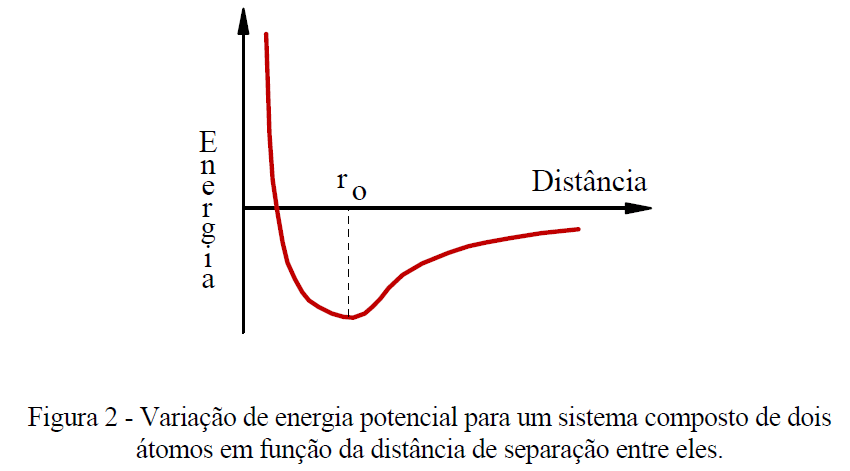 Energia
r o
Distância
Figura 2 - Variação de energia potencial para um sistema composto de dois
átomos em função da distância de separação entre eles.